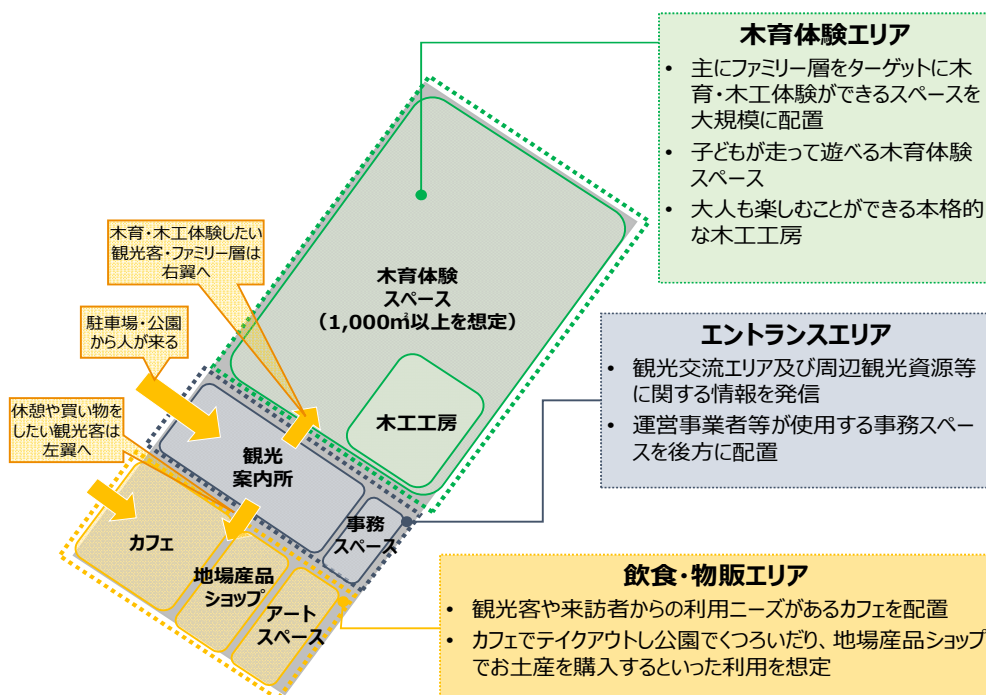 木育体験エリア
• 主にファミリー層をターゲットに木
育・木工体験ができるスペースを
大規模に配置
• 子どもが走って遊べる木育体験
スペース
• 大人も楽しむことができる本格的
な木工工房
木育・木工体験したい
観光客・ファミリー層は
右翼へ
駐車場・公園
から人が来る
休憩や買い物を
したい観光客は
左翼へ
木育体験
スペース
（1,000㎡以上を想定）
木工工房
観光
案内所
事務
スペース
カフェ
地場産品
ショップ
アート
スペース
エントランスエリア
• 観光交流エリア及び周辺観光資源等
に関する情報を発信
• 運営事業者等が使用する事務スペー
スを後方に配置
飲食・物販エリア
• 観光客や来訪者からの利用ニーズがあるカフェを配置
• カフェでテイクアウトし公園でくつろいだり、地場産品ショップ
でお土産を購入するといった利用を想定